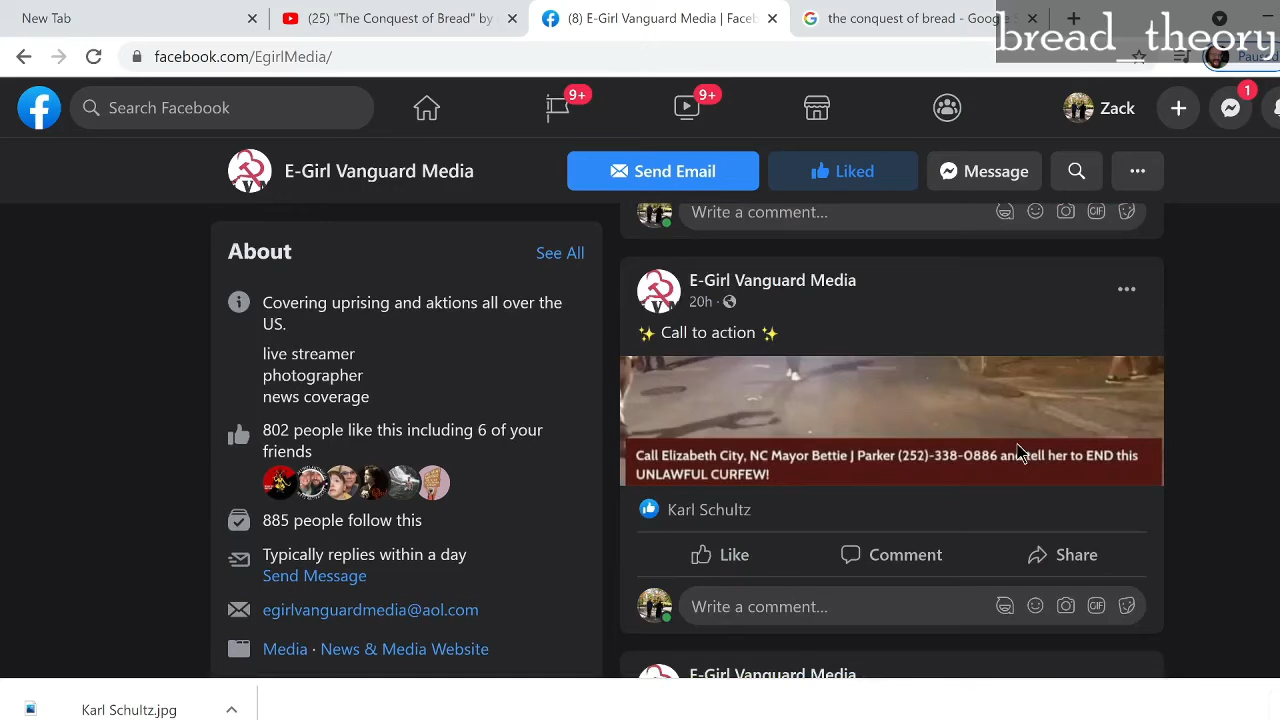 New Tab
(25) "The Conquest of Bread" by
(8) E-Girl Vanguard Media | Face
the conquest of bread - Google
bread_theory
facebook.com/EgirlMedia/
Paused
Search Facebook
9+
9+
Zack
1
E-Girl Vanguard Media
Send Email
Liked
Message
About
See All
Covering uprising and aktions all over the
US.
live streamer
photographer
news coverage
802 people like this including 6 of your
friends
885 people follow this
Typically replies within a day
Send Message
egirlvanguardmedia@aol.com
Media · News & Media Website
Write a comment...
GIF
E-Girl Vanguard Media
20h
✨ Call to action ✨
Call Elizabeth City, NC Mayor Bettie J Parker (252)-338-0886 and tell her to END this
UNLAWFUL CURFEW!
Karl Schultz
Like
Comment
Share
Write a comment...
GIF
E-Girl Vanguard Media
Karl Schultz.jpg